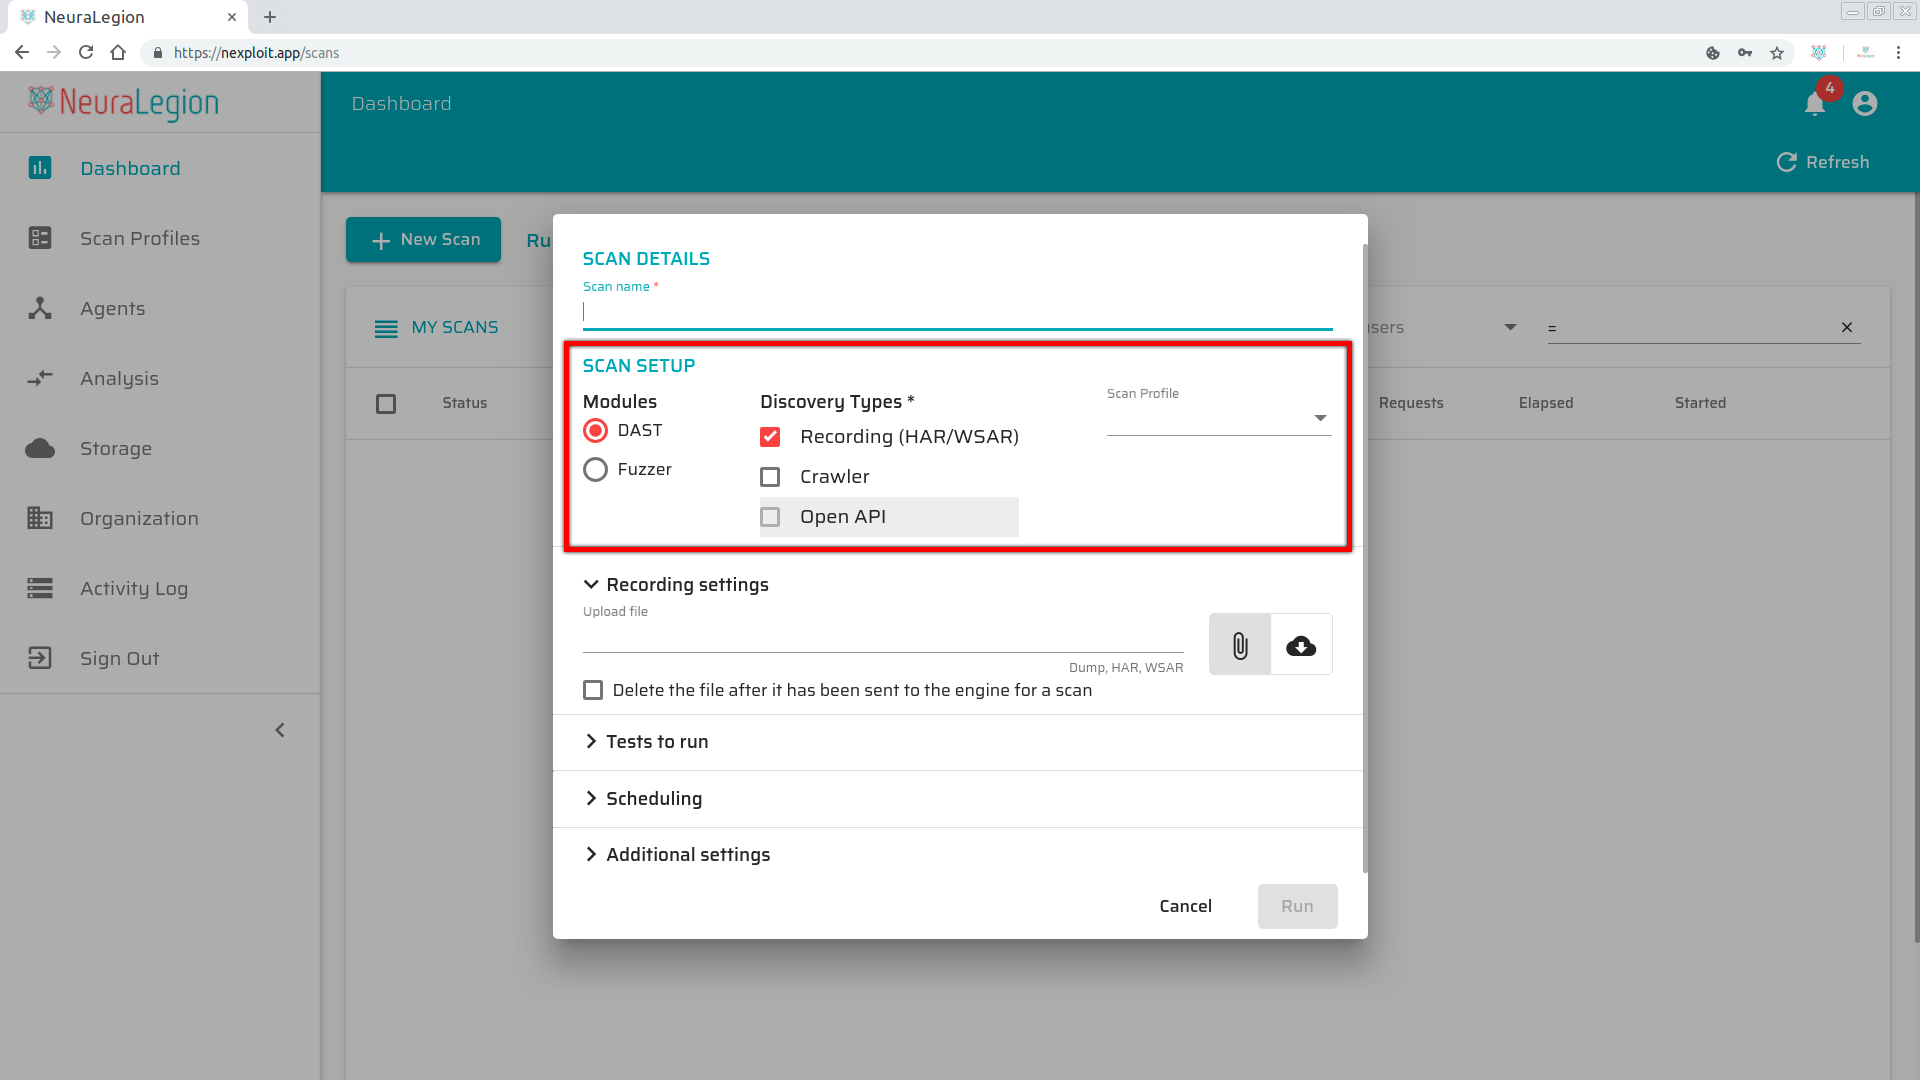 NeuraLegion
https://nexploit.app/scans
NeuraLegion
Dashboard
4
Refresh
Dashboard
Scan Profiles
Agents
Analysis
Storage
Organization
Activity Log
Sign Out
New Scan
Ru
MY SCANS
sers
=
Status
Requests
Elapsed
Started
SCAN DETAILS
Scan name *
SCAN SETUP
Modules
DAST
Fuzzer
Discovery Types *
Recording (HAR/WSAR)
Crawler
Open API
Scan Profile
Recording settings
Upload file
Dump, HAR, WSAR
Delete the file after it has been sent to the engine for a scan
Tests to run
Scheduling
Additional settings
Cancel
Run